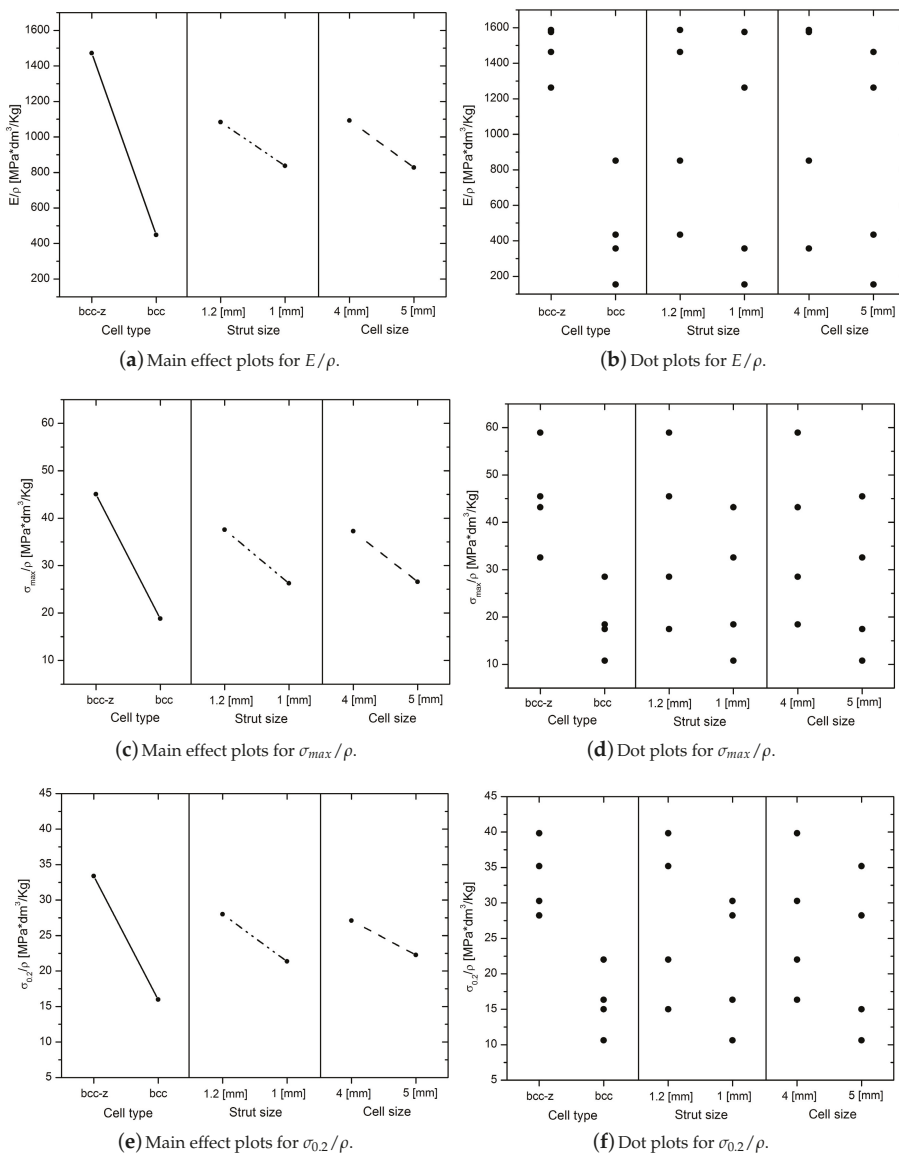 1600
1400
1200
1000
800
600
400
200
E/ρ [MPa*dm³/Kg]
bcc-z bcc 1.2 [mm] 1 [mm] 4 [mm] 5 [mm]
Cell type Strut size Cell size
(a) Main effect plots for E/ρ.
1600
1400
1200
1000
800
600
400
200
E/ρ [MPa*dm³/Kg]
bcc-z bcc 1.2 [mm] 1 [mm] 4 [mm] 5 [mm]
Cell type Strut size Cell size
(b) Dot plots for E/ρ.
60
50
40
30
20
10
σmax/ρ [MPa*dm³/Kg]
bcc-z bcc 1.2 [mm] 1 [mm] 4 [mm] 5 [mm]
Cell type Strut size Cell size
(c) Main effect plots for σmax/ρ.
60
50
40
30
20
10
σmax/ρ [MPa*dm³/Kg]
bcc-z bcc 1.2 [mm] 1 [mm] 4 [mm] 5 [mm]
Cell type Strut size Cell size
(d) Dot plots for σmax/ρ.
45
40
35
30
25
20
15
10
5
σ0.2/ρ [MPa*dm³/Kg]
bcc-z bcc 1.2 [mm] 1 [mm] 4 [mm] 5 [mm]
Cell type Strut size Cell size
(e) Main effect plots for σ0.2/ρ.
45
40
35
30
25
20
15
10
5
σ0.2/ρ [MPa*dm³/Kg]
bcc-z bcc 1.2 [mm] 1 [mm] 4 [mm] 5 [mm]
Cell type Strut size Cell size
(f) Dot plots for σ0.2/ρ.